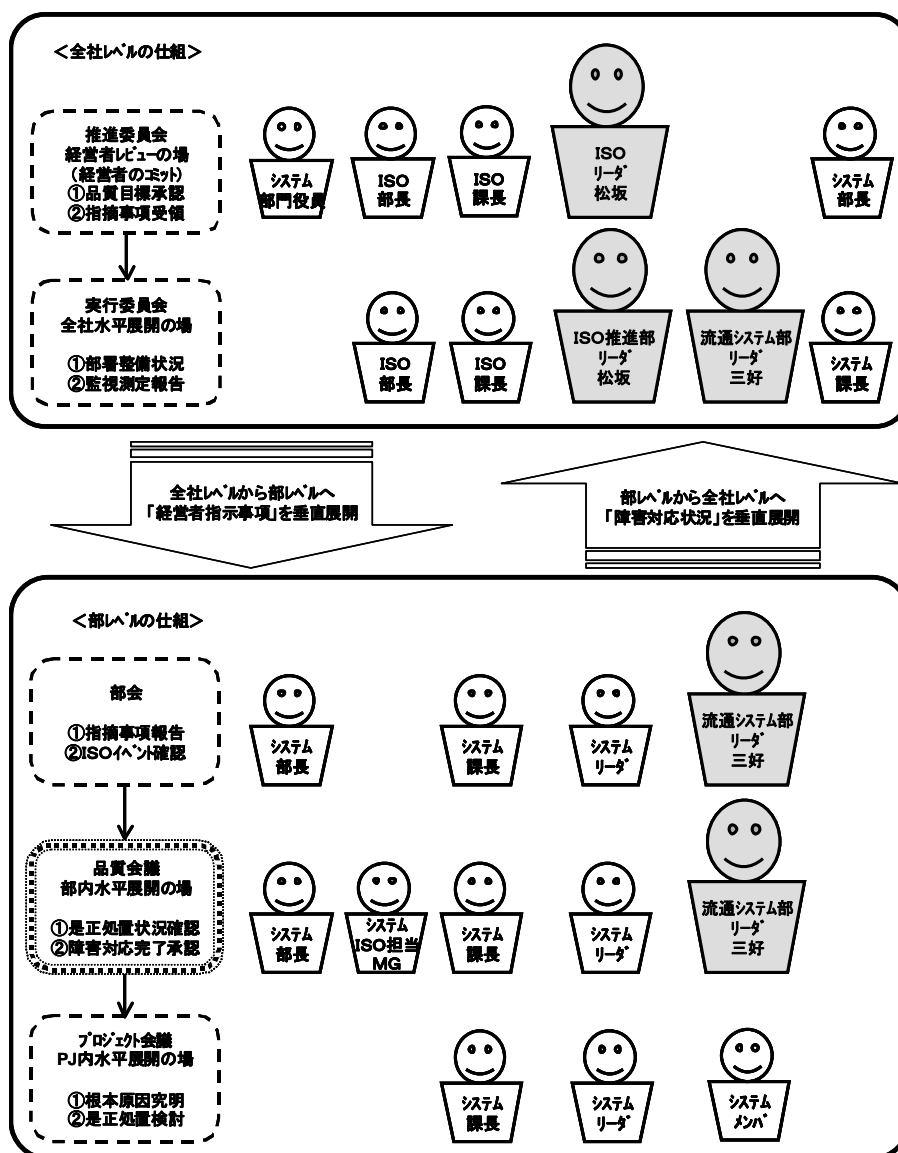 ＜全社ﾚﾍﾞﾙの仕組＞
推進委員会
経営者ﾚﾋﾞｭｰの場
(経営者のｺﾐｯﾄ)
①品質目標承認
②指摘事項受領
ｼｽﾃﾑ
部門役員
ISO
部長
ISO
課長
ISO
ﾘｰﾀﾞ
松坂
ｼｽﾃﾑ
部長
実行委員会
全社水平展開の場
①部署整備状況
②監視測定報告
ISO
部長
ISO
課長
ISO推進部
ﾘｰﾀﾞ
松坂
流通ｼｽﾃﾑ部
ﾘｰﾀﾞ
三好
ｼｽﾃﾑ
課長
全社ﾚﾍﾞﾙから部ﾚﾍﾞﾙへ
「経営者指示事項」を垂直展開
部ﾚﾍﾞﾙから全社ﾚﾍﾞﾙへ
「障害対応状況」を垂直展開
＜部ﾚﾍﾞﾙの仕組＞
部会
①指摘事項報告
②ISOｲﾍﾞﾝﾄ確認
ｼｽﾃﾑ
部長
ｼｽﾃﾑ
課長
ｼｽﾃﾑ
ﾘｰﾀﾞ
流通ｼｽﾃﾑ部
ﾘｰﾀﾞ
三好
品質会議
部内水平展開の場
①是正処置状況確認
②障害対応完了承認
ｼｽﾃﾑ
部長
ｼｽﾃﾑ
ISO担当
MG
ｼｽﾃﾑ
課長
ｼｽﾃﾑ
ﾘｰﾀﾞ
流通ｼｽﾃﾑ部
ﾘｰﾀﾞ
三好
ﾌﾟﾛｼﾞｪｸﾄ会議
PJ内水平展開の場
①根本原因究明
②是正処置検討
ｼｽﾃﾑ
課長
ｼｽﾃﾑ
ﾘｰﾀﾞ
ｼｽﾃﾑ
ﾒﾝﾊﾞ